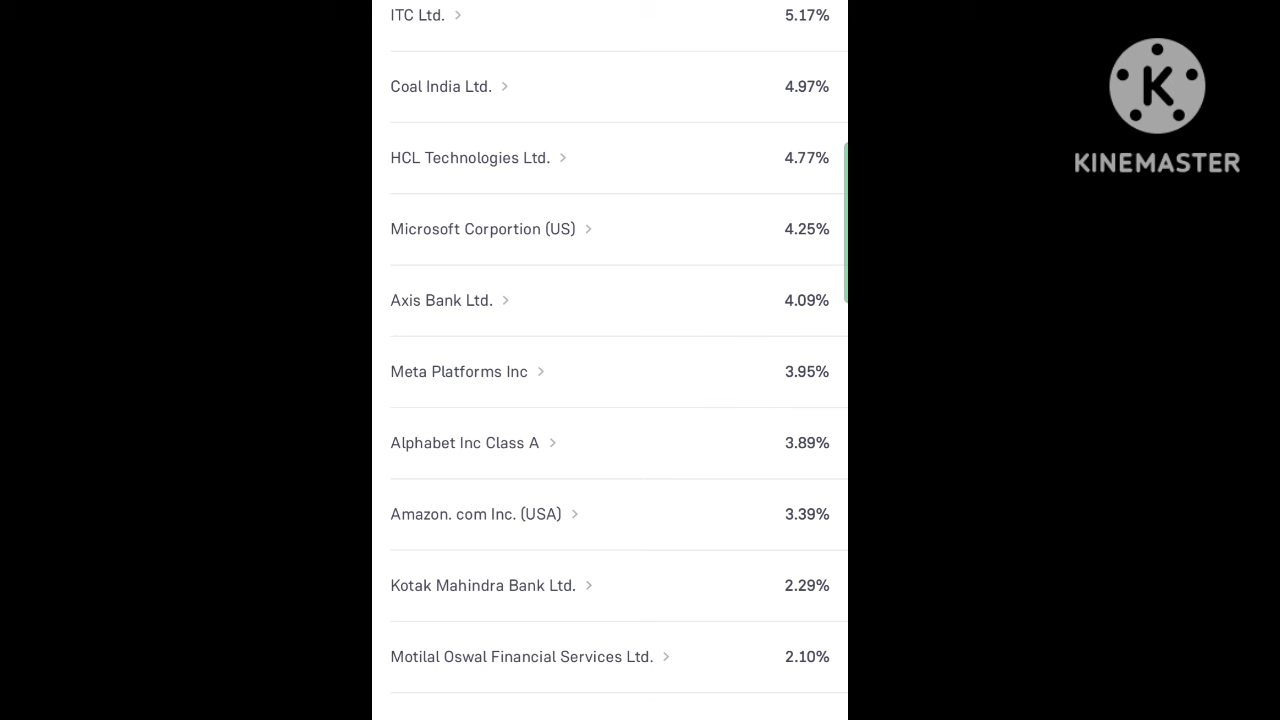 ITC Ltd. > 5.17%
Coal India Ltd. > 4.97%
HCL Technologies Ltd. > 4.77%
Microsoft Corportion (US) > 4.25%
Axis Bank Ltd. > 4.09%
Meta Platforms Inc > 3.95%
Alphabet Inc Class A > 3.89%
Amazon. com Inc. (USA) > 3.39%
Kotak Mahindra Bank Ltd. > 2.29%
Motilal Oswal Financial Services Ltd. > 2.10%
K
KINEMASTER